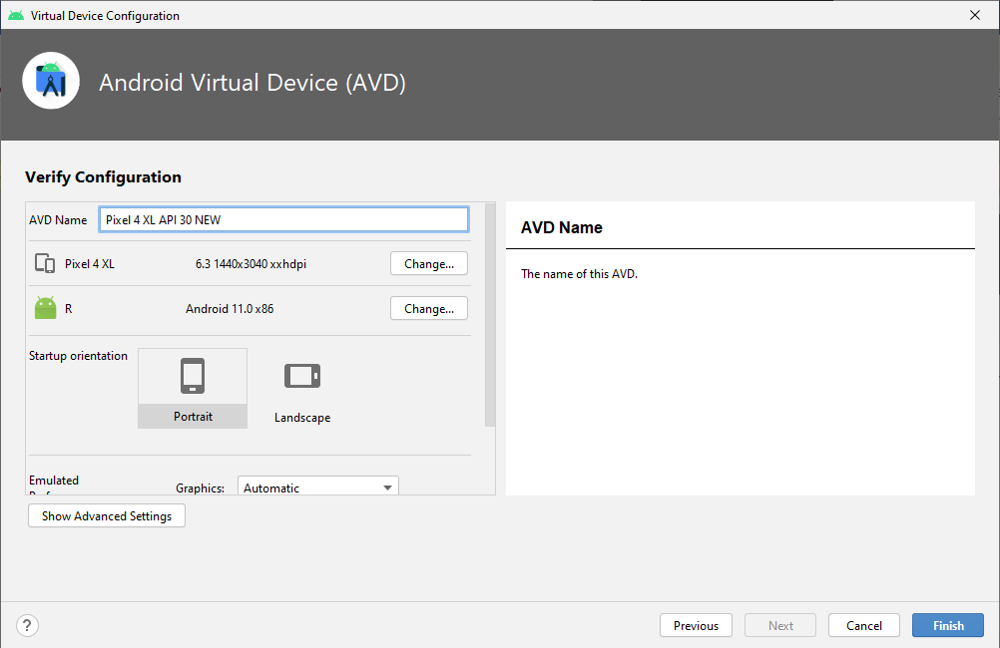 Virtual Device Configuration
Android Virtual Device (AVD)
Verify Configuration
AVD Name Pixel 4 XL API 30 NEW
Pixel 4 XL 6.3 1440x3040 xxhdpi Change...
R Android 11.0 x86 Change...
Startup orientation
Portrait
Landscape
Emulated
Graphics: Automatic
Show Advanced Settings
AVD Name
The name of this AVD.
?
Previous Next Cancel Finish